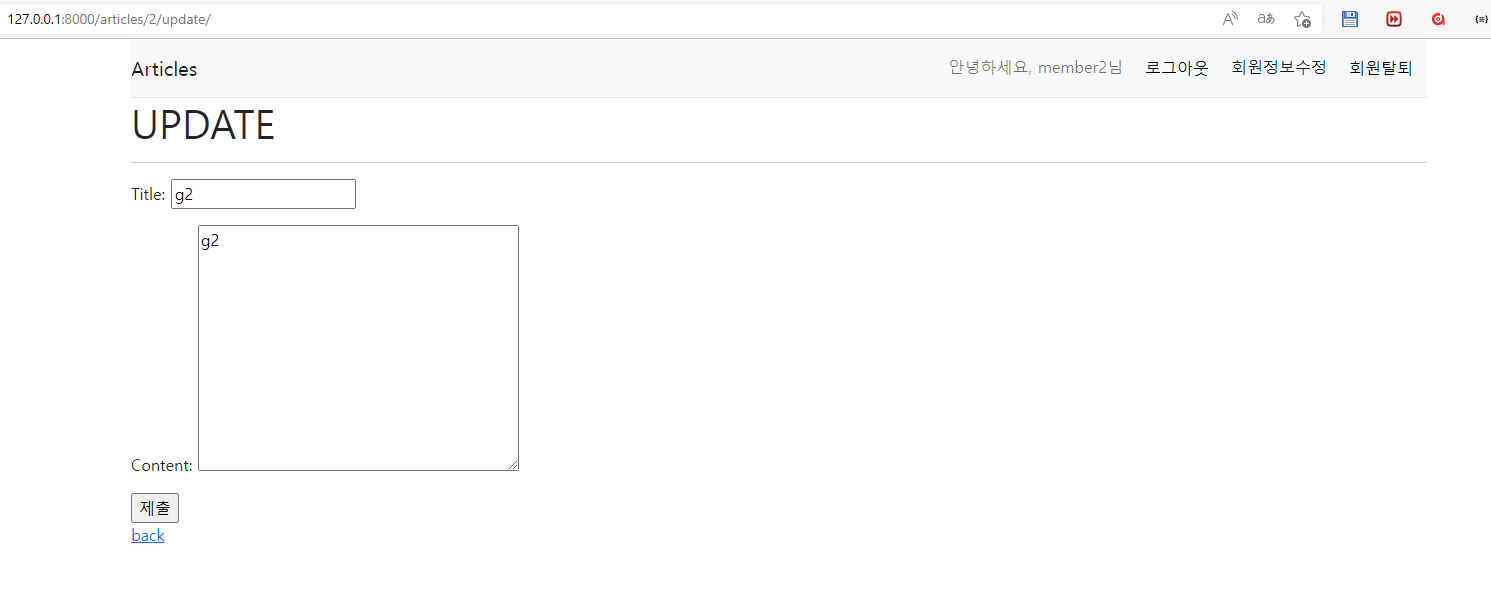 127.0.0.1:8000/articles/2/update/
Articles 안녕하세요, member2님 로그아웃 회원정보수정 회원탈퇴
UPDATE
Title: g2
g2
Content:
제출
back